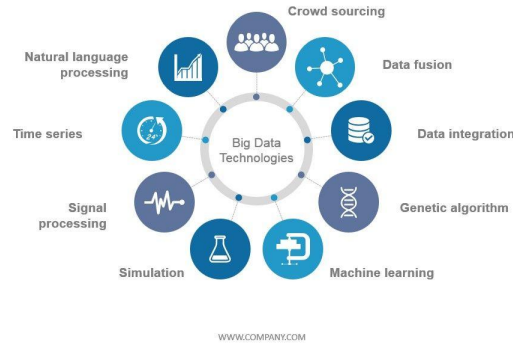 Crowd sourcing
Natural language
processing
Data fusion
Time series
24
Big Data
Technologies
Data integration
Signal
processing
Genetic algorithm
Simulation
Machine learning
WWW.COMPANY.COM